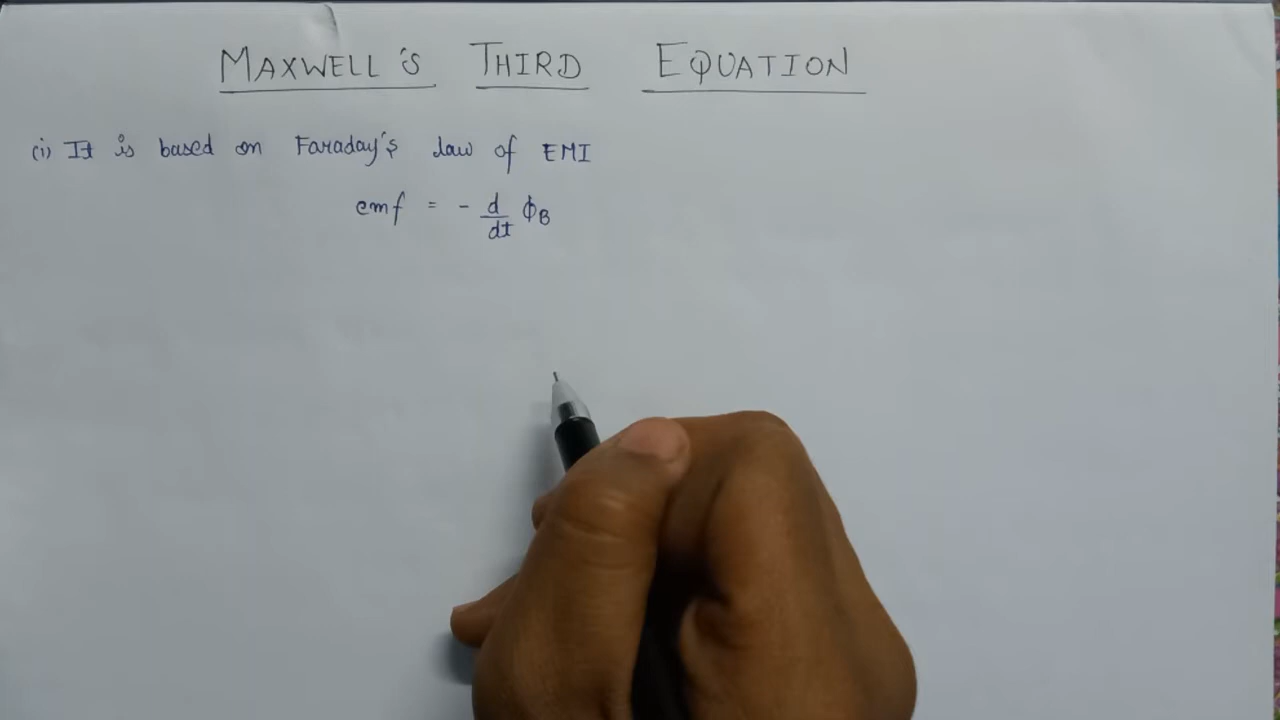 MAXWELL'S THIRD EQUATION
(i) It is based on Faraday's law of EMI
emf = - d/dt ϕB